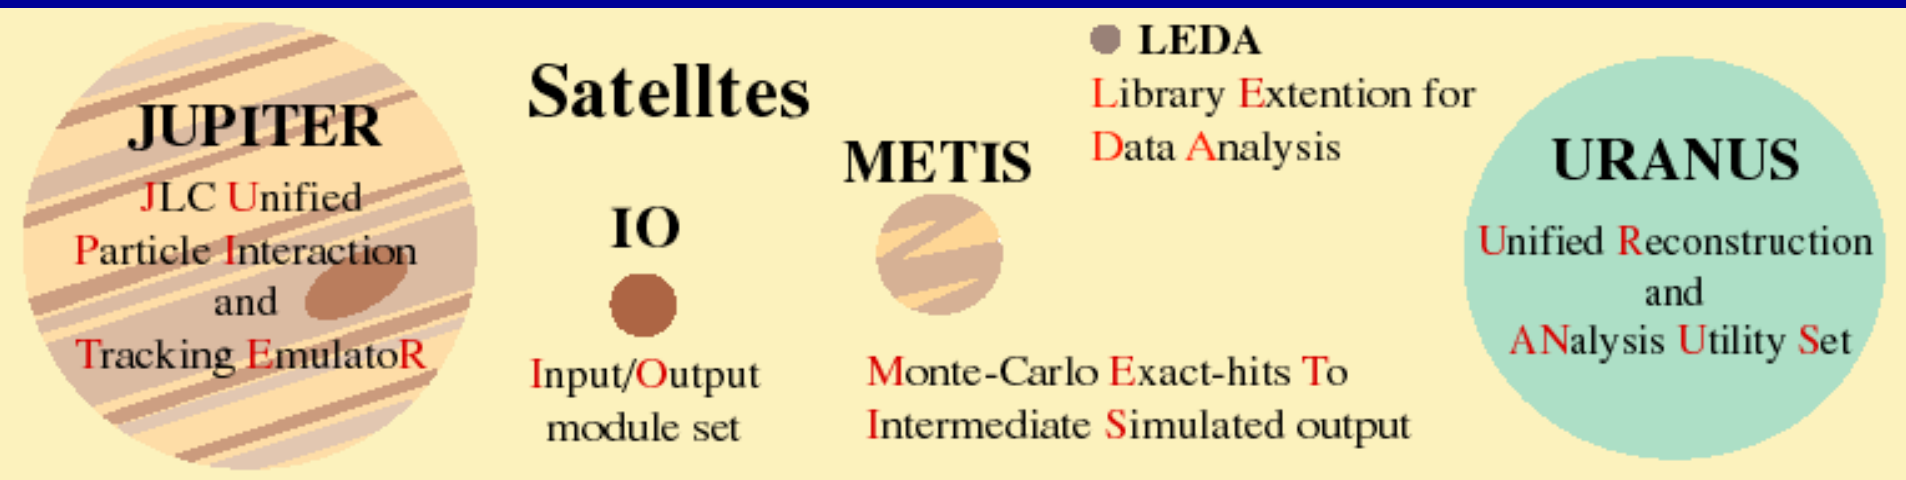 JUPITER
JLC Unified
Particle Interaction
and
Tracking EmulatoR
Satelltes
IO
Input/Output
module set
METIS
Monte-Carlo Exact-hits To
Intermediate Simulated output
LEDA
Library Extention for
Data Analysis
URANUS
Unified Reconstruction
and
ANalysis Utility Set